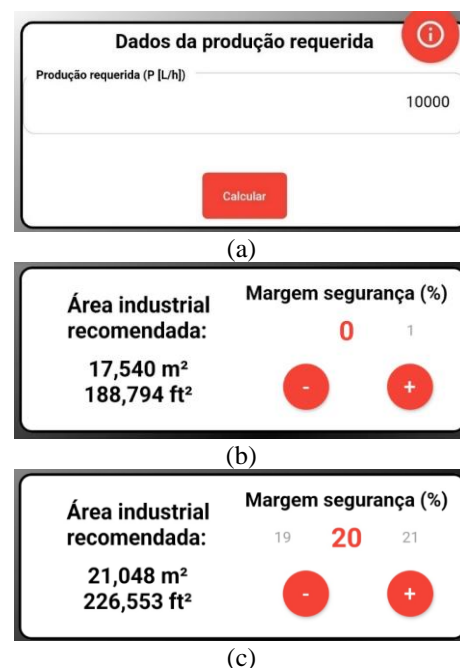 Dados da produção requerida
Produção requerida (P [L/h])
10000
Calcular
(a)
Área industrial
recomendada:
17,540 m²
188,794 ft²
Margem segurança (%)
0 1
- +
(b)
Área industrial
recomendada:
21,048 m²
226,553 ft²
Margem segurança (%)
19 20 21
- +
(c)